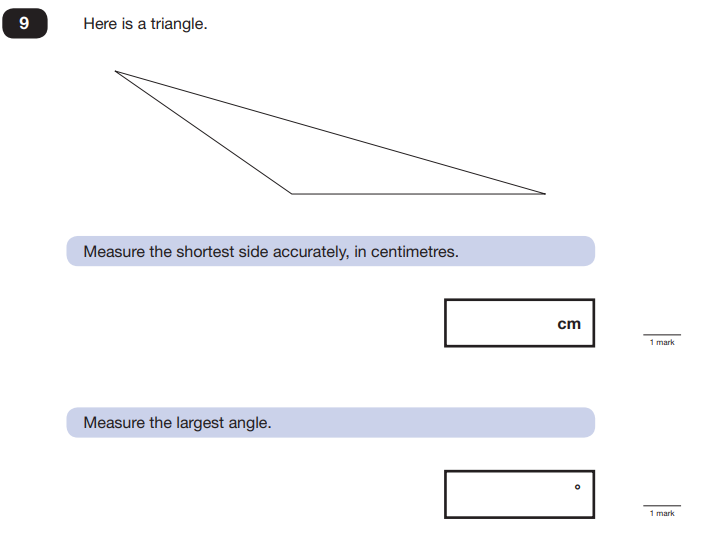 9 Here is a triangle.
Measure the shortest side accurately, in centimetres.
cm
1 mark
Measure the largest angle.
°
1 mark